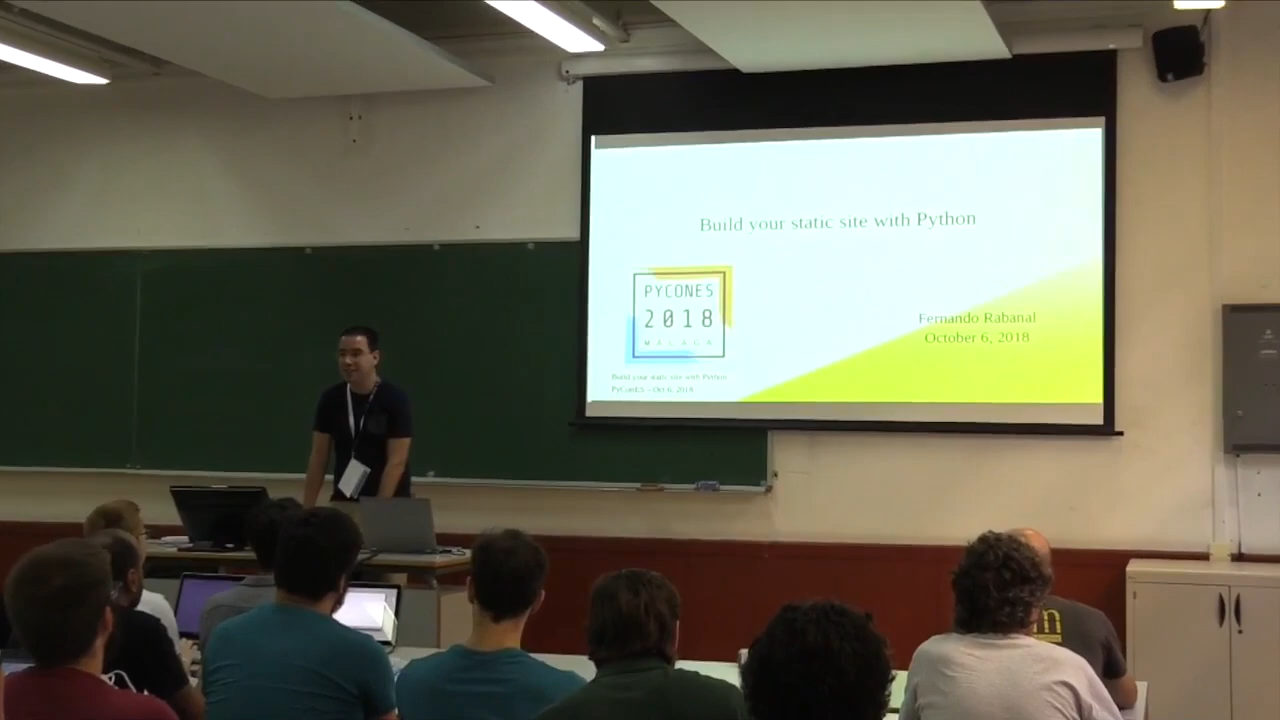 Build your static site with Python
PYCONES
2018
MALAGA
Fernando Rabanal
October 6, 2018
Build your static site with Python
PyConES – Oct 6, 2018